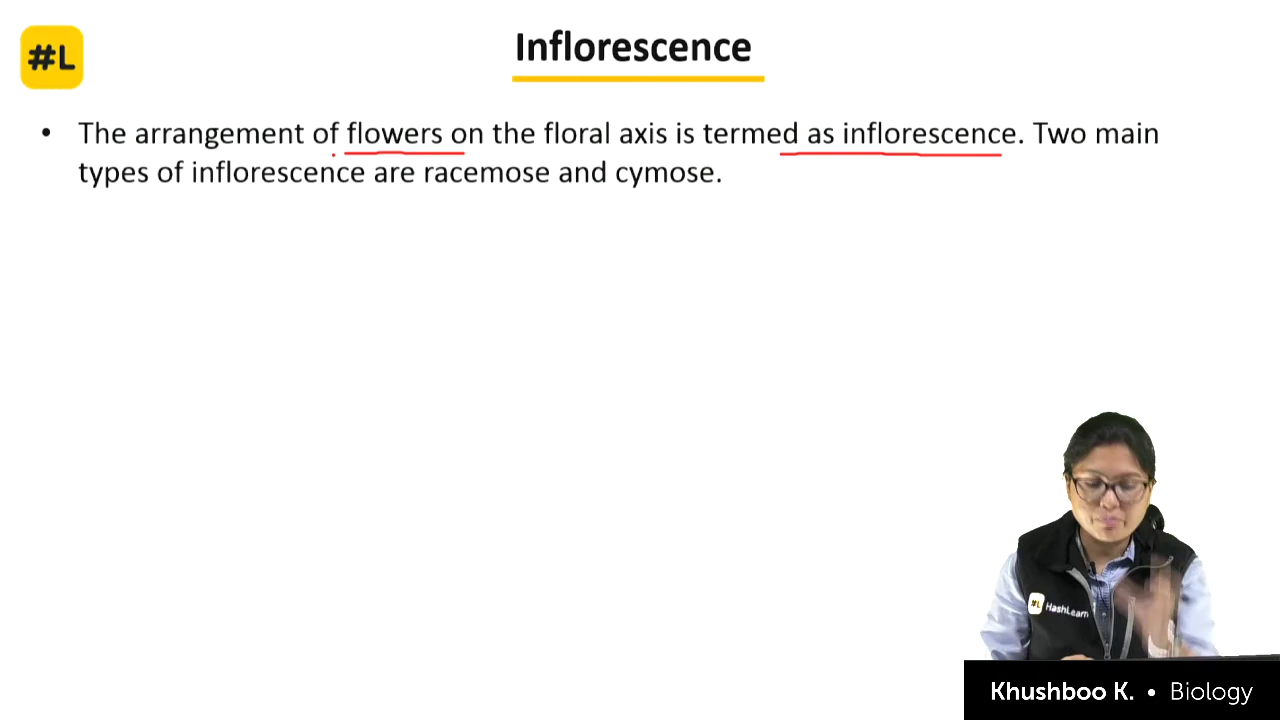 #L
Inflorescence
• The arrangement of flowers on the floral axis is termed as inflorescence. Two main
types of inflorescence are racemose and cymose.
#L HashLearn
Khushboo K. • Biology